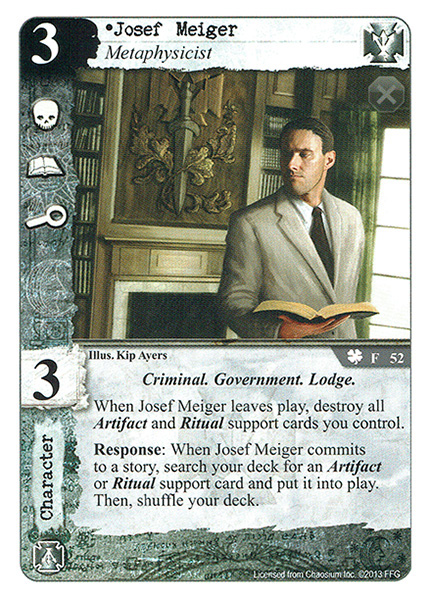 3
•Josef Meiger
Metaphysicist
Illus. Kip Ayers
F 52
3
Criminal. Government. Lodge.
When Josef Meiger leaves play, destroy all
Artifact and Ritual support cards you control.
Response: When Josef Meiger commits
to a story, search your deck for an Artifact
or Ritual support card and put it into play.
Then, shuffle your deck.
Character
Licensed from Chaosium Inc. ©2013 FFG